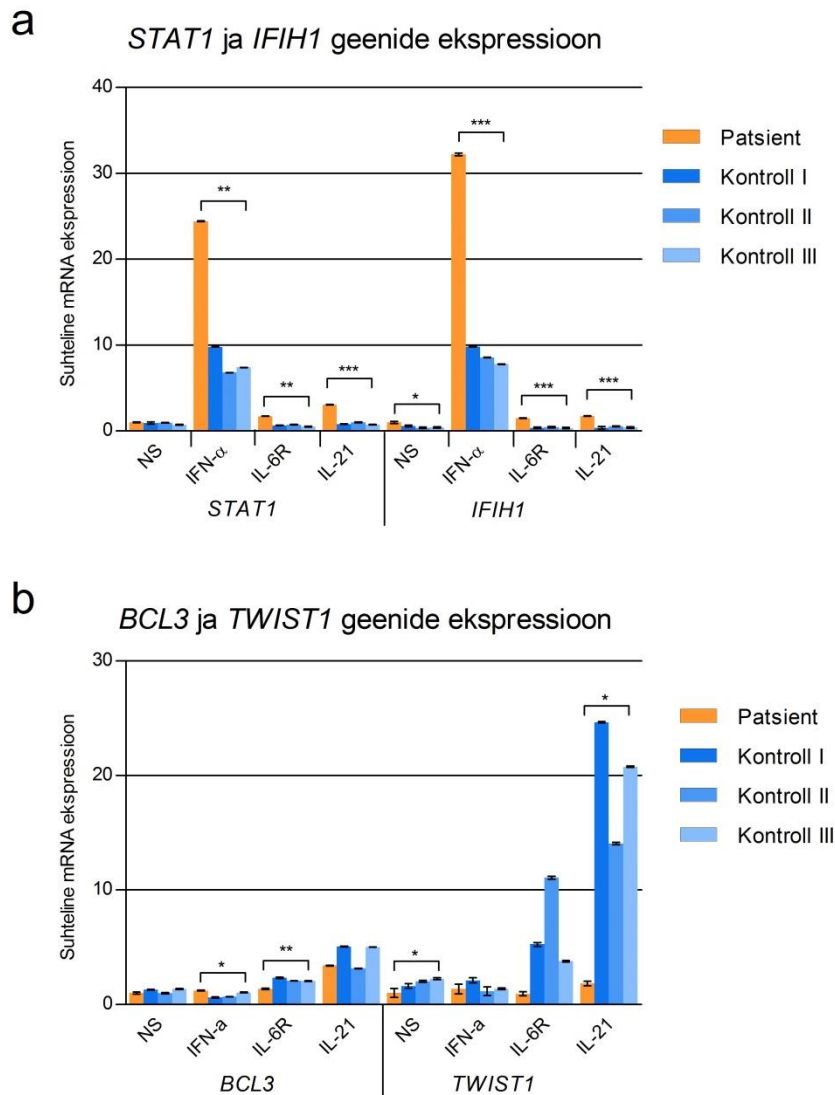 a
STAT1 ja IFIH1 geenide ekspressioon
Suhteline mRNA ekspressioon
40
30
20
10
0
** ** *** * *** *** ***
NS IFN-α IL-6R IL-21 NS IFN-α IL-6R IL-21
STAT1 IFIH1
Patsient
Kontroll I
Kontroll II
Kontroll III
b
BCL3 ja TWIST1 geenide ekspressioon
Suhteline mRNA ekspressioon
30
20
10
0
* ** * *
NS IFN-a IL-6R IL-21 NS IFN-a IL-6R IL-21
BCL3 TWIST1
Patsient
Kontroll I
Kontroll II
Kontroll III